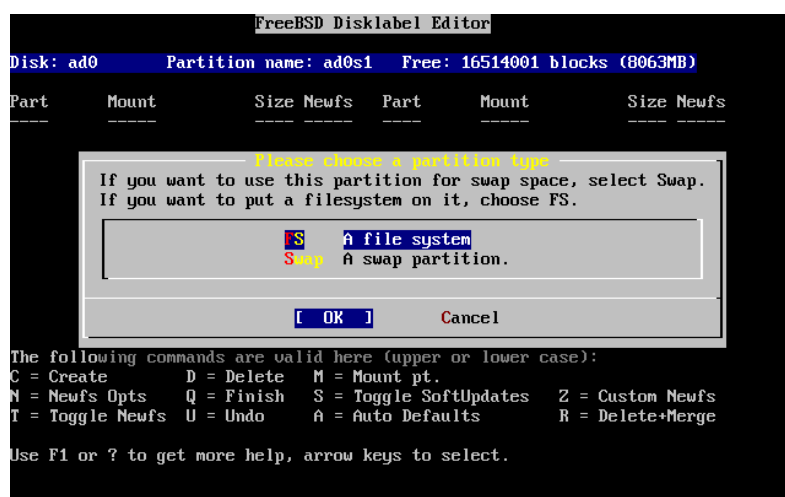 FreeBSD Disklabel Editor
Disk: ad0 Partition name: ad0s1 Free: 16514001 blocks (8063MB)
Part Mount Size Newfs Part Mount Size Newfs
---- ----- ---- ----- ---- ----- ---- -----
Please choose a partition type
If you want to use this partition for swap space, select Swap.
If you want to put a filesystem on it, choose FS.
FS A file system
Swap A swap partition.
[ OK ] Cancel
The following commands are valid here (upper or lower case):
C = Create D = Delete M = Mount pt.
N = Newfs Opts Q = Finish S = Toggle SoftUpdates Z = Custom Newfs
T = Toggle Newfs U = Undo A = Auto Defaults R = Delete+Merge
Use F1 or ? to get more help, arrow keys to select.